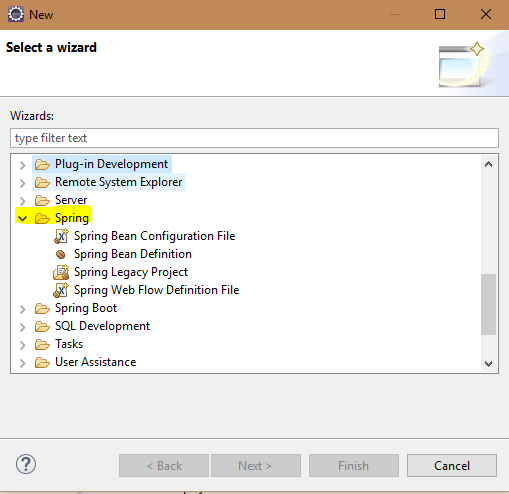 New
Select a wizard
Wizards:
type filter text
Plug-in Development
Remote System Explorer
Server
Spring
Spring Bean Configuration File
Spring Bean Definition
Spring Legacy Project
Spring Web Flow Definition File
Spring Boot
SQL Development
Tasks
User Assistance
?
< Back
Next >
Finish
Cancel